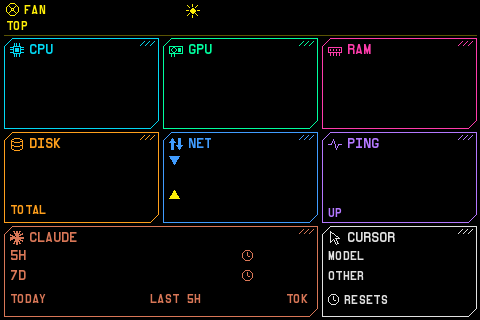 FAN
TOP
CPU
GPU
RAM
DISK
TOTAL
NET
PING
UP
CLAUDE
5H
7D
TODAY LAST 5H TOK
CURSOR
MODEL
OTHER
RESETS